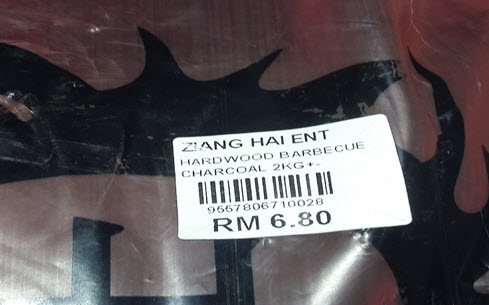 ZIANG HAI ENT
HARDWOOD BARBECUE
CHARCOAL 2KG+-
9557806710028
RM 6.80